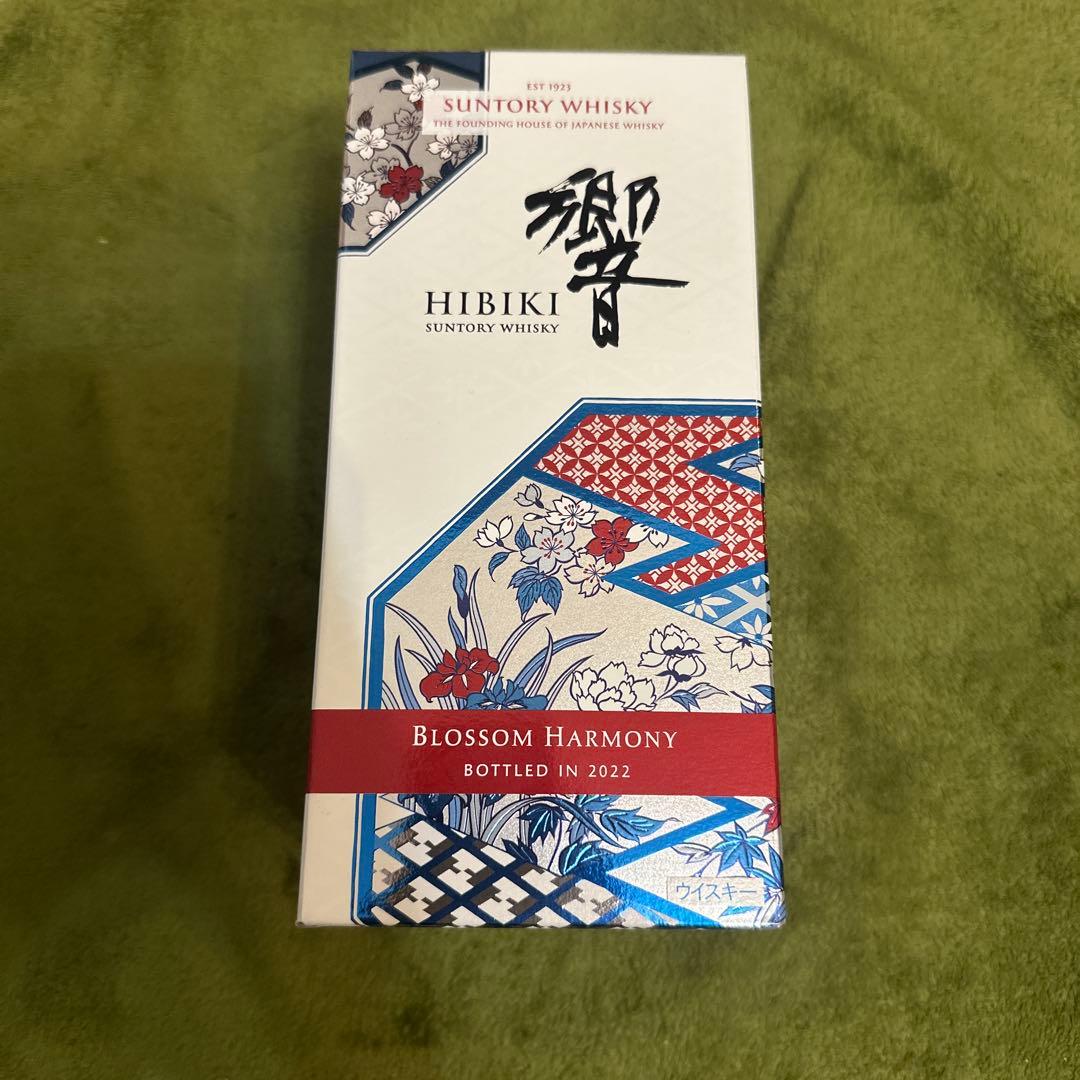 EST 1923
SUNTORY WHISKY
THE FOUNDING HOUSE OF JAPANESE WHISKY
響
HIBIKI
SUNTORY WHISKY
BLOSSOM HARMONY
BOTTLED IN 2022
ウイスキー